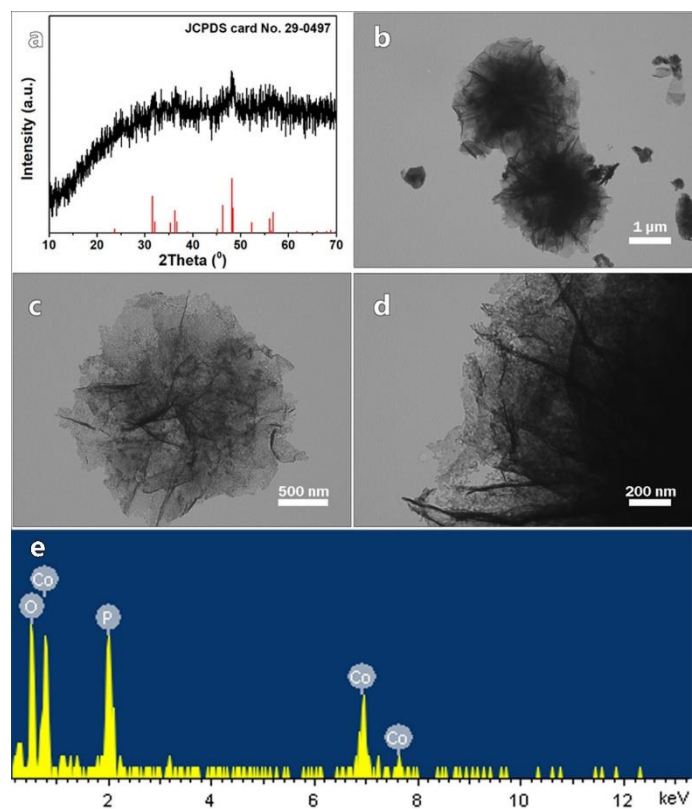 a
JCPDS card No. 29-0497
Intensity (a.u.)
10 20 30 40 50 60 70
2Theta (⁰)
b
1 µm
c
500 nm
d
200 nm
e
Co
O
P
Co
Co
2 4 6 8 10 12 keV